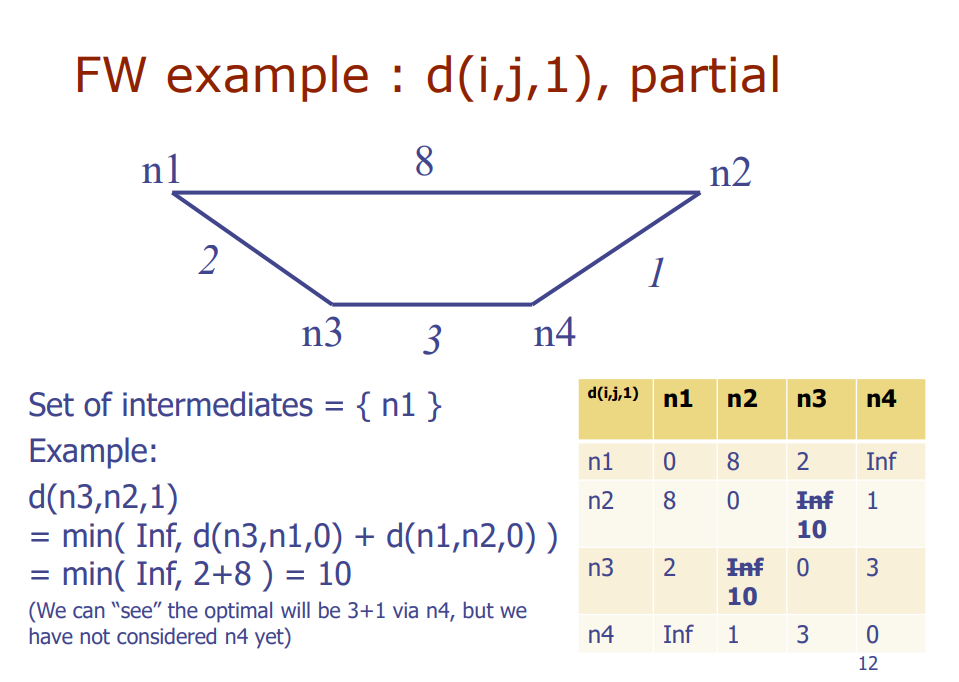 FW example : d(i,j,1), partial
n1
8
n2
2
1
n3
3
n4
Set of intermediates = { n1 }
Example:
d(n3,n2,1)
= min( Inf, d(n3,n1,0) + d(n1,n2,0) )
= min( Inf, 2+8 ) = 10
(We can “see” the optimal will be 3+1 via n4, but we
have not considered n4 yet)
d(i,j,1) n1 n2 n3 n4
n1 0 8 2 Inf
n2 8 0 Inf 1
10
n3 2 Inf 0 3
10
n4 Inf 1 3 0
12